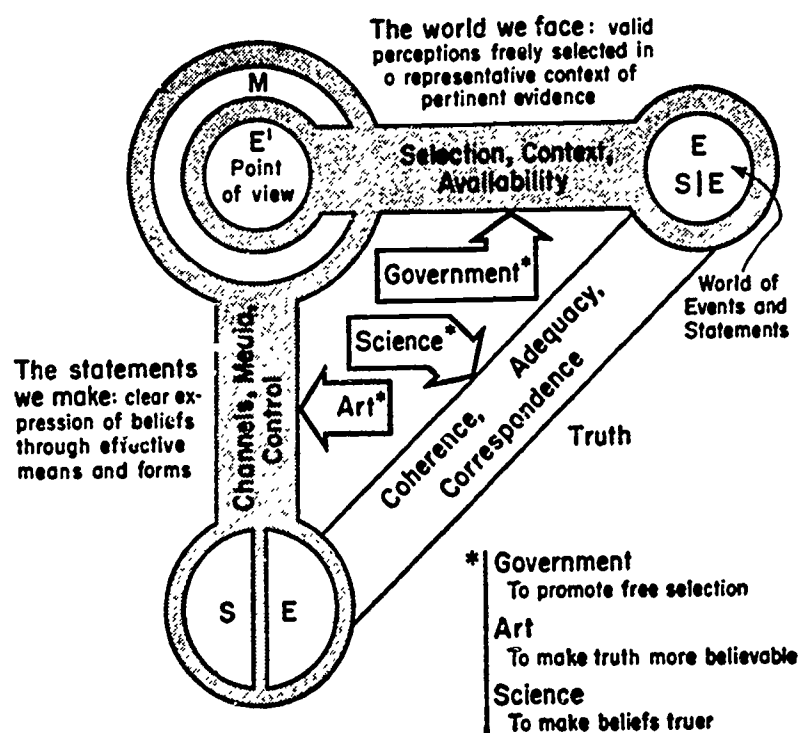 The world we face: valid
perceptions freely selected in
a representative context of
pertinent evidence
M
E'
Point
of view
Selection, Context,
Availability
E
S|E
World of
Events and
Statements
Government*
Science*
Art*
Adequacy,
Coherence,
Correspondence
Truth
The statements
we make: clear ex-
pression of beliefs
through effective
means and forms
Channels, Media,
Control
S
E
* Government
To promote free selection
Art
To make truth more believable
Science
To make beliefs truer